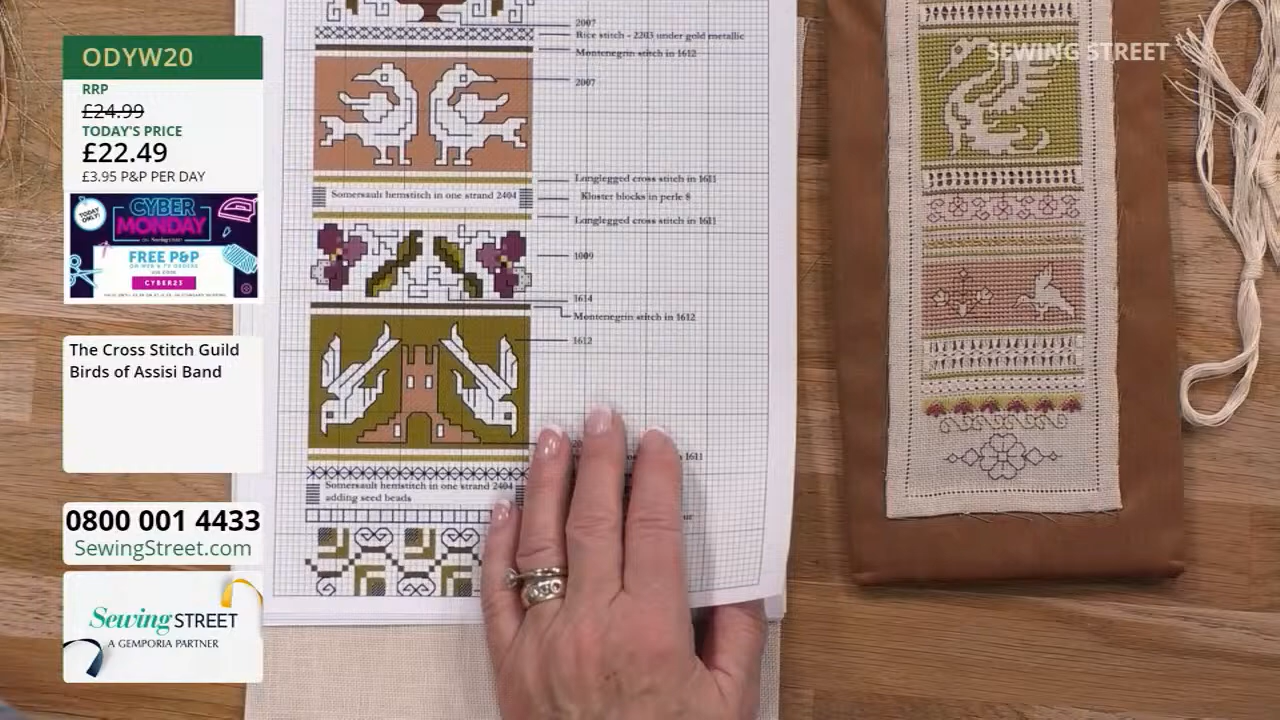 ODYW20
RRP
£24.99
TODAY'S PRICE
£22.49
£3.95 P&P PER DAY
TODAY ONLY!
CYBER
MONDAY
FREE P&P
CYBER23
The Cross Stitch Guild
Birds of Assisi Band
0800 001 4433
SewingStreet.com
Sewing STREET
A GEMPORIA PARTNER
2007
Rice stitch - 2203 under gold metallic
Montenegrin stitch in 1612
2007
Longlegged cross stitch in 1611
Somersault hemstitch in one strand 2404
Kloster blocks in perle 8
Longlegged cross stitch in 1611
1009
1614
Montenegrin stitch in 1612
1612
1611
Somersault hemstitch in one strand 2404
adding seed beads
SEWING STREET